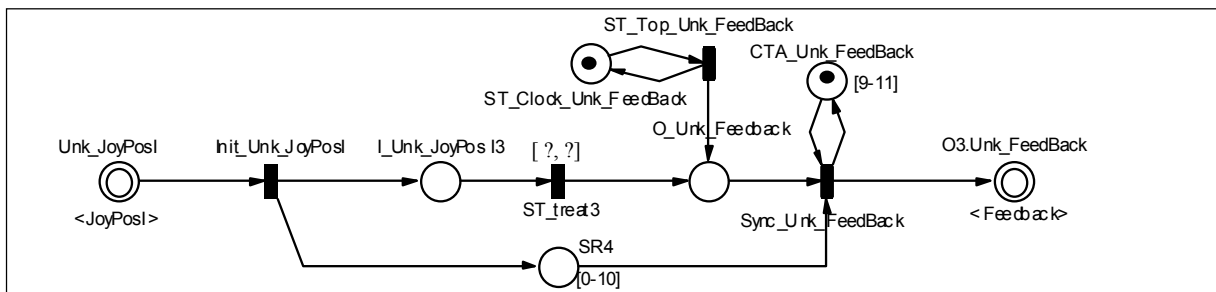 ST_Top_Unk_FeedBack
CTA_Unk_FeedBack
[9-11]
ST_Clock_Unk_FeedBack
O_Unk_Feedback
Unk_JoyPosI
Init_Unk_JoyPosI
I_Unk_JoyPos I3
[ ?, ?]
O3.Unk_FeedBack
<JoyPosI>
ST_treat3
Sync_Unk_FeedBack
< Feedback>
SR4
[0-10]